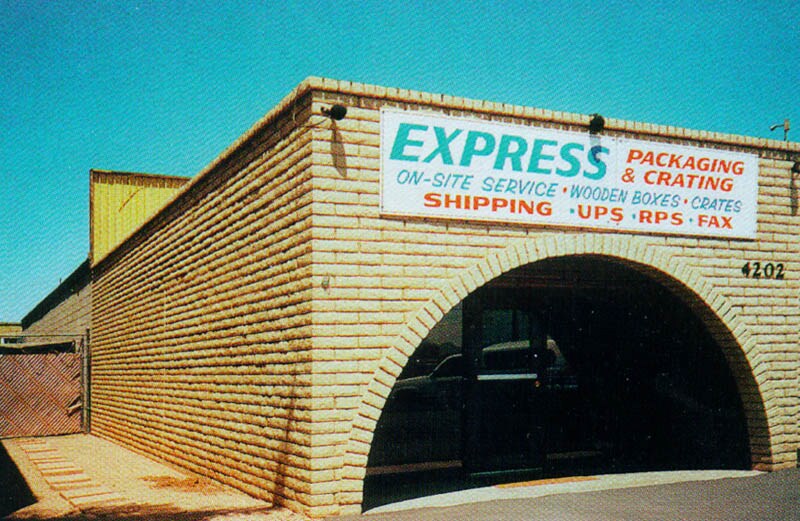 EXPRESS PACKAGING
& CRATING
ON-SITE SERVICE • WOODEN BOXES • CRATES
SHIPPING • UPS • RPS • FAX
4202